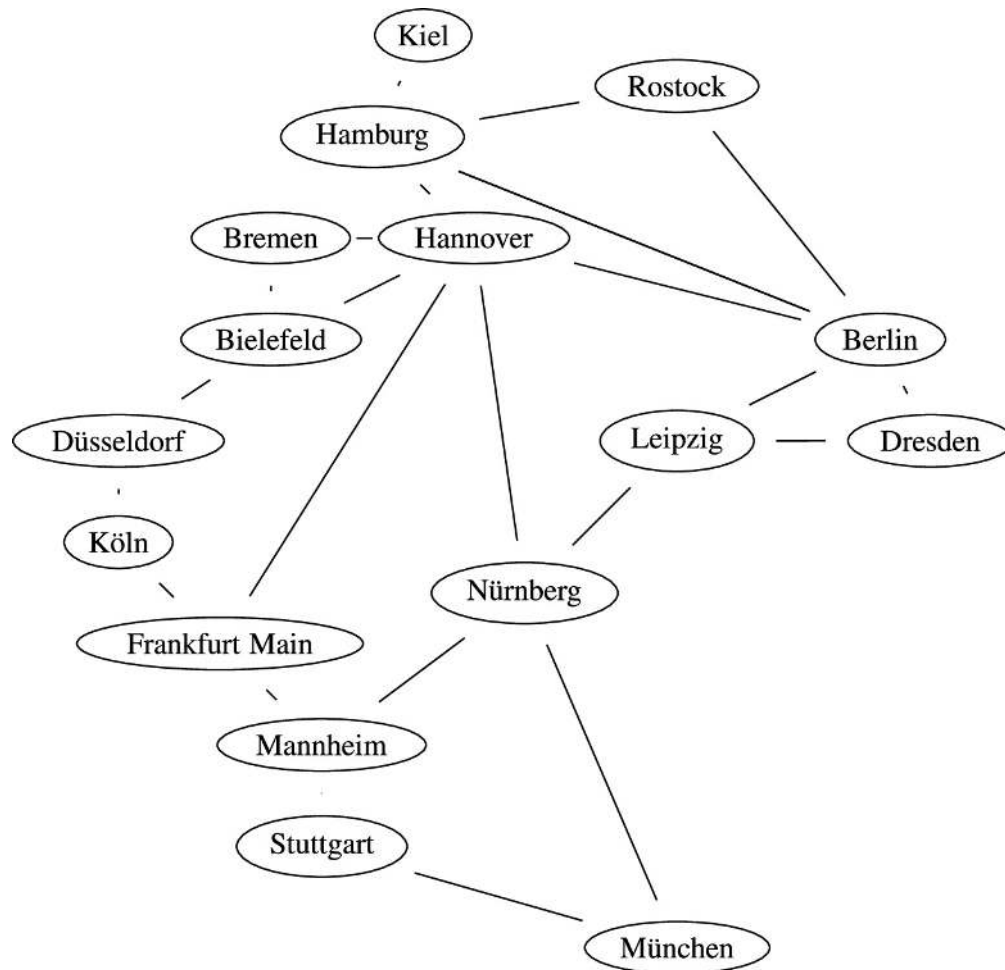 Kiel
Rostock
Hamburg
Bremen
Hannover
Bielefeld
Berlin
Düsseldorf
Leipzig
Dresden
Köln
Nürnberg
Frankfurt Main
Mannheim
Stuttgart
München